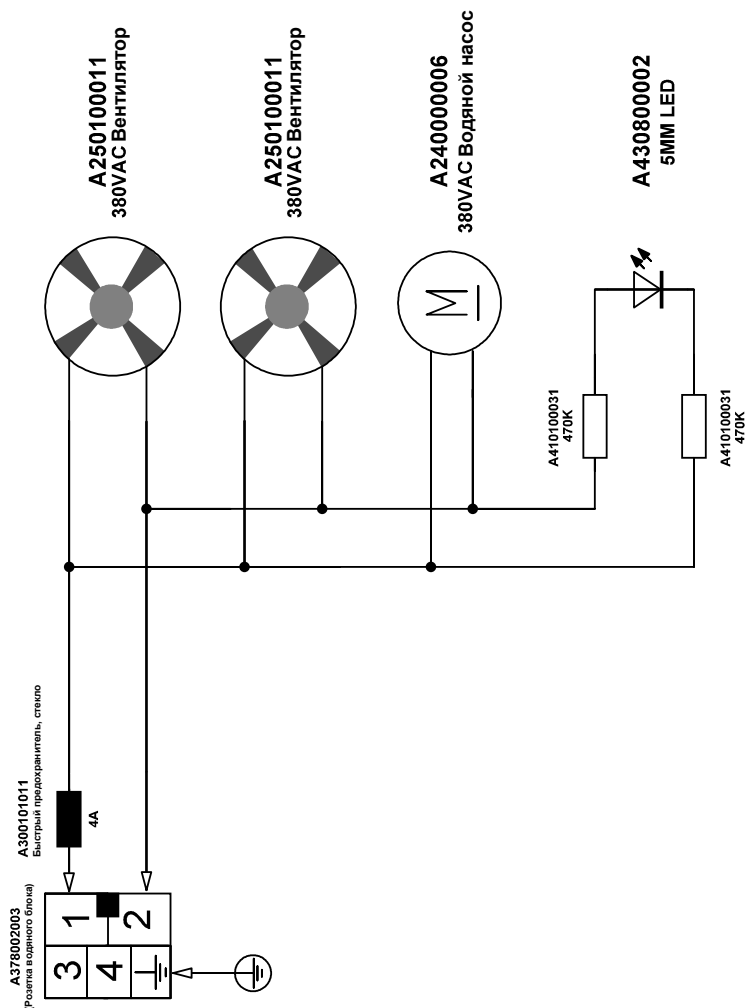 A250100011
380VAC Вентилятор
A250100011
380VAC Вентилятор
A240000006
380VAC Водяной насос
A430800002
5MM LED
M
A410100031
470K
A410100031
470K
A300101011
Быстрый предохранитель, стекло
4A
A378002003
(Розетка водяного блока)
1
2
3
4